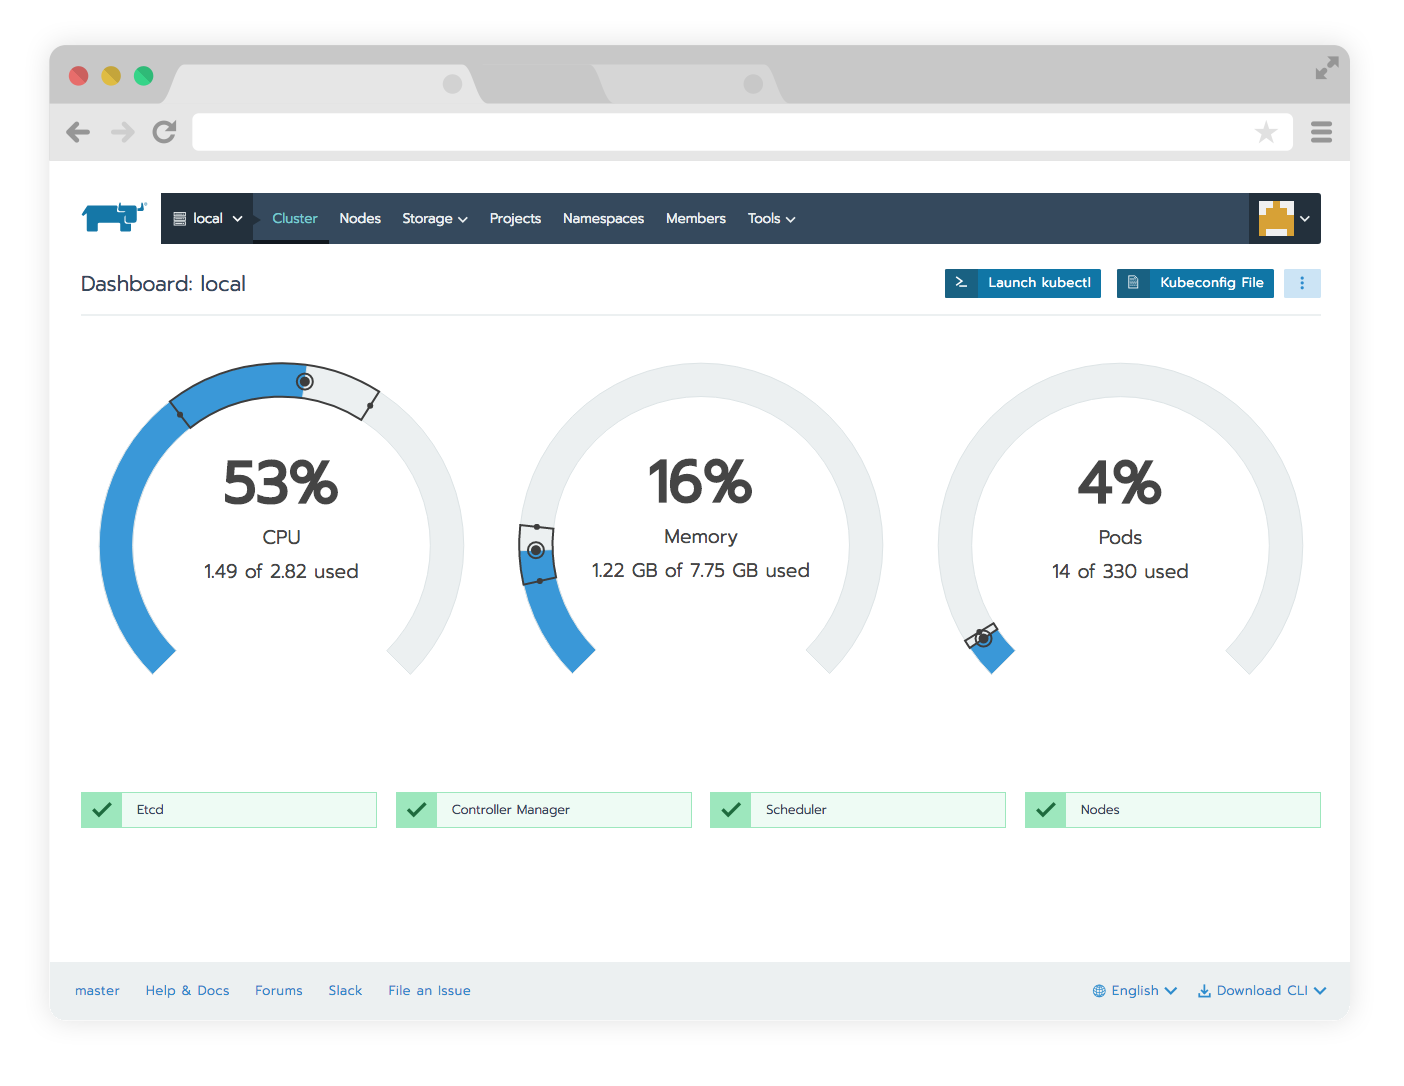 local Cluster Nodes Storage Projects Namespaces Members Tools
Dashboard: local
Launch kubectl
Kubeconfig File
53%
CPU
1.49 of 2.82 used
16%
Memory
1.22 GB of 7.75 GB used
4%
Pods
14 of 330 used
Etcd
Controller Manager
Scheduler
Nodes
master Help & Docs Forums Slack File an Issue English Download CLI